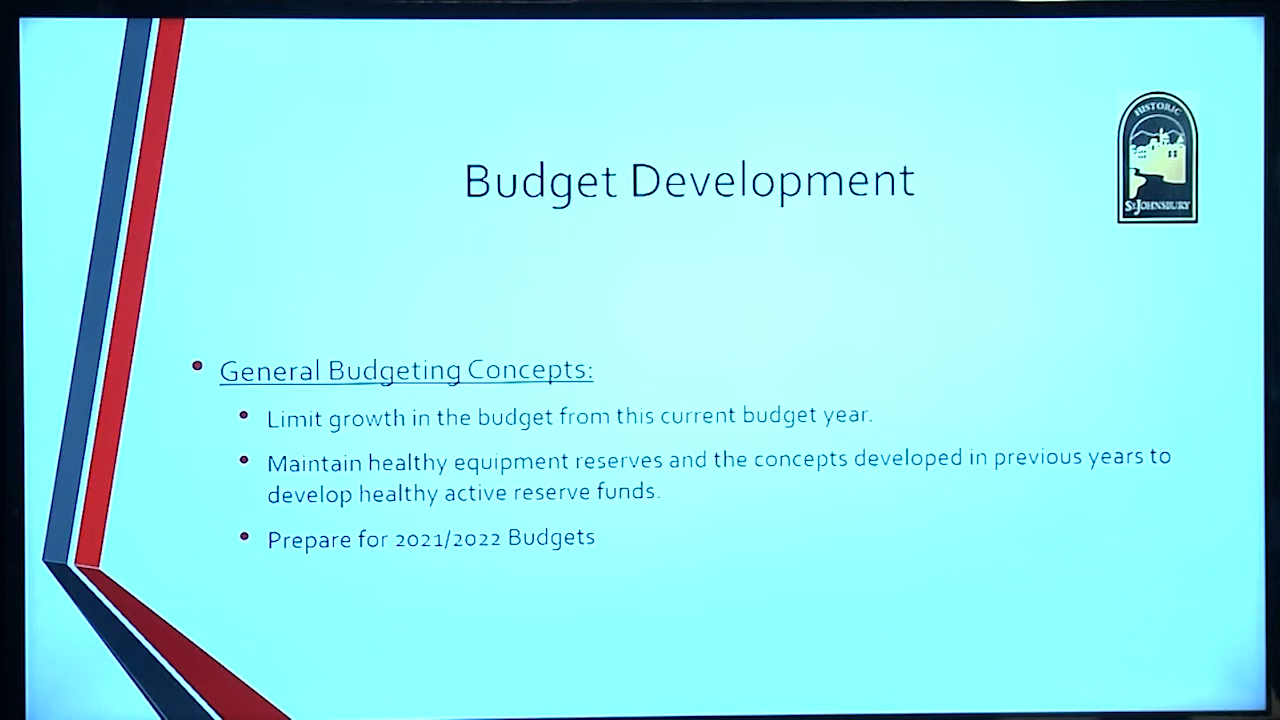 HISTORIC
ST. JOHNSBURY
Budget Development
General Budgeting Concepts:
Limit growth in the budget from this current budget year.
Maintain healthy equipment reserves and the concepts developed in previous years to
develop healthy active reserve funds.
Prepare for 2021/2022 Budgets